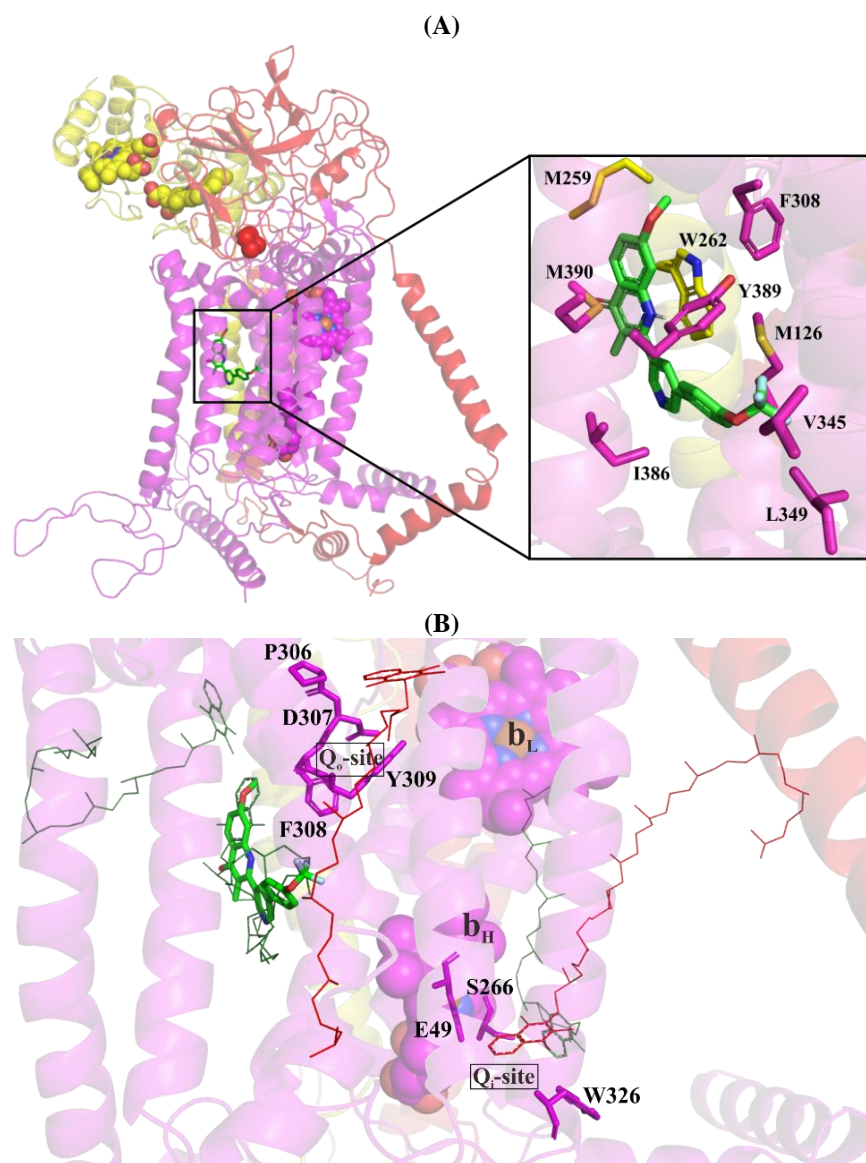 (A)
M259
F308
W262
M390
Y389
M126
V345
I386
L349
(B)
P306
D307
Qo-site
Y309
F308
bL
bH
S266
E49
Qi-site
W326